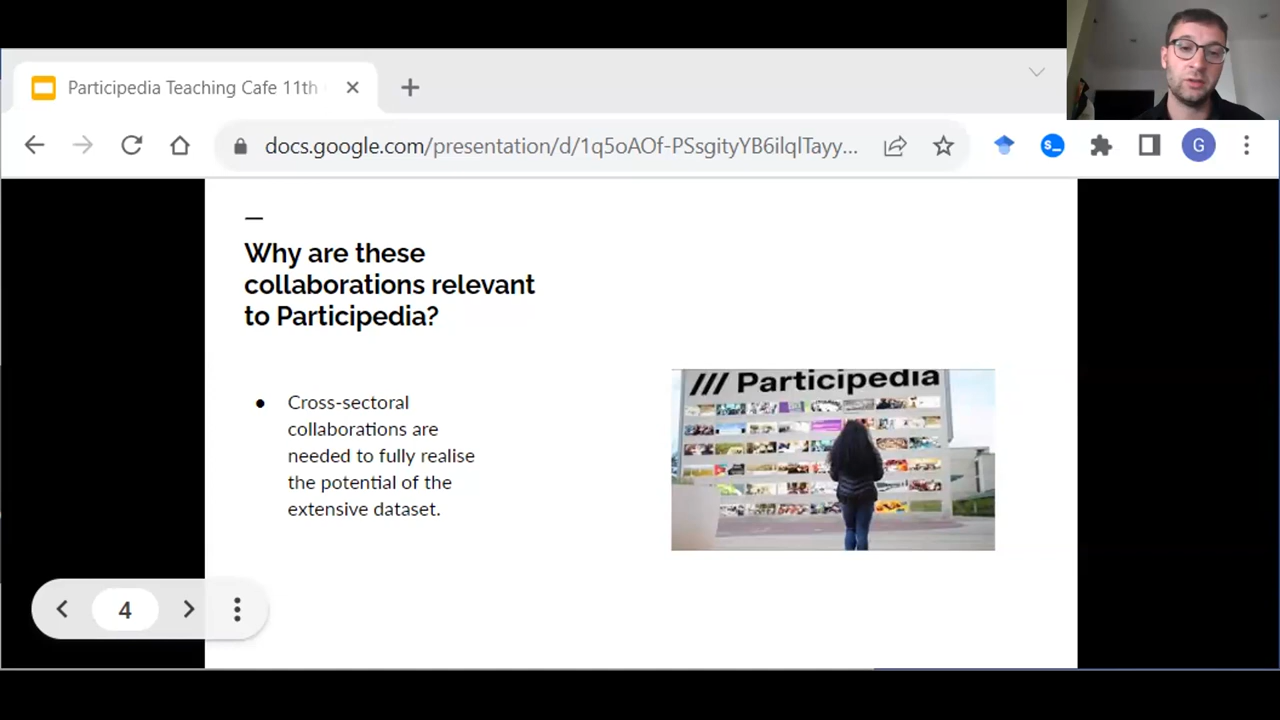 Participedia Teaching Cafe 11th
docs.google.com/presentation/d/1q5oAOf-PSsgityYB6ilqlTayy...
S_
G
Why are these
collaborations relevant
to Participedia?
● Cross-sectoral
collaborations are
needed to fully realise
the potential of the
extensive dataset.
/// Participedia
4